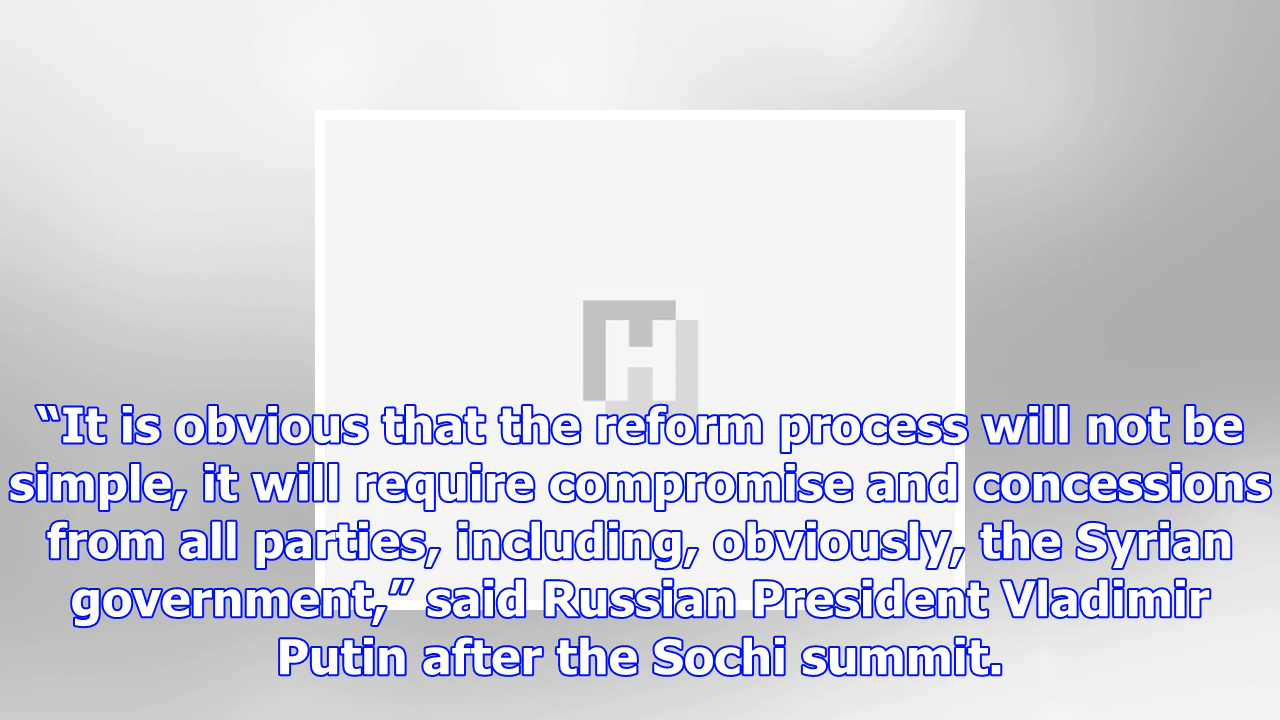 “It is obvious that the reform process will not be
simple, it will require compromise and concessions
from all parties, including, obviously, the Syrian
government,” said Russian President Vladimir
Putin after the Sochi summit.